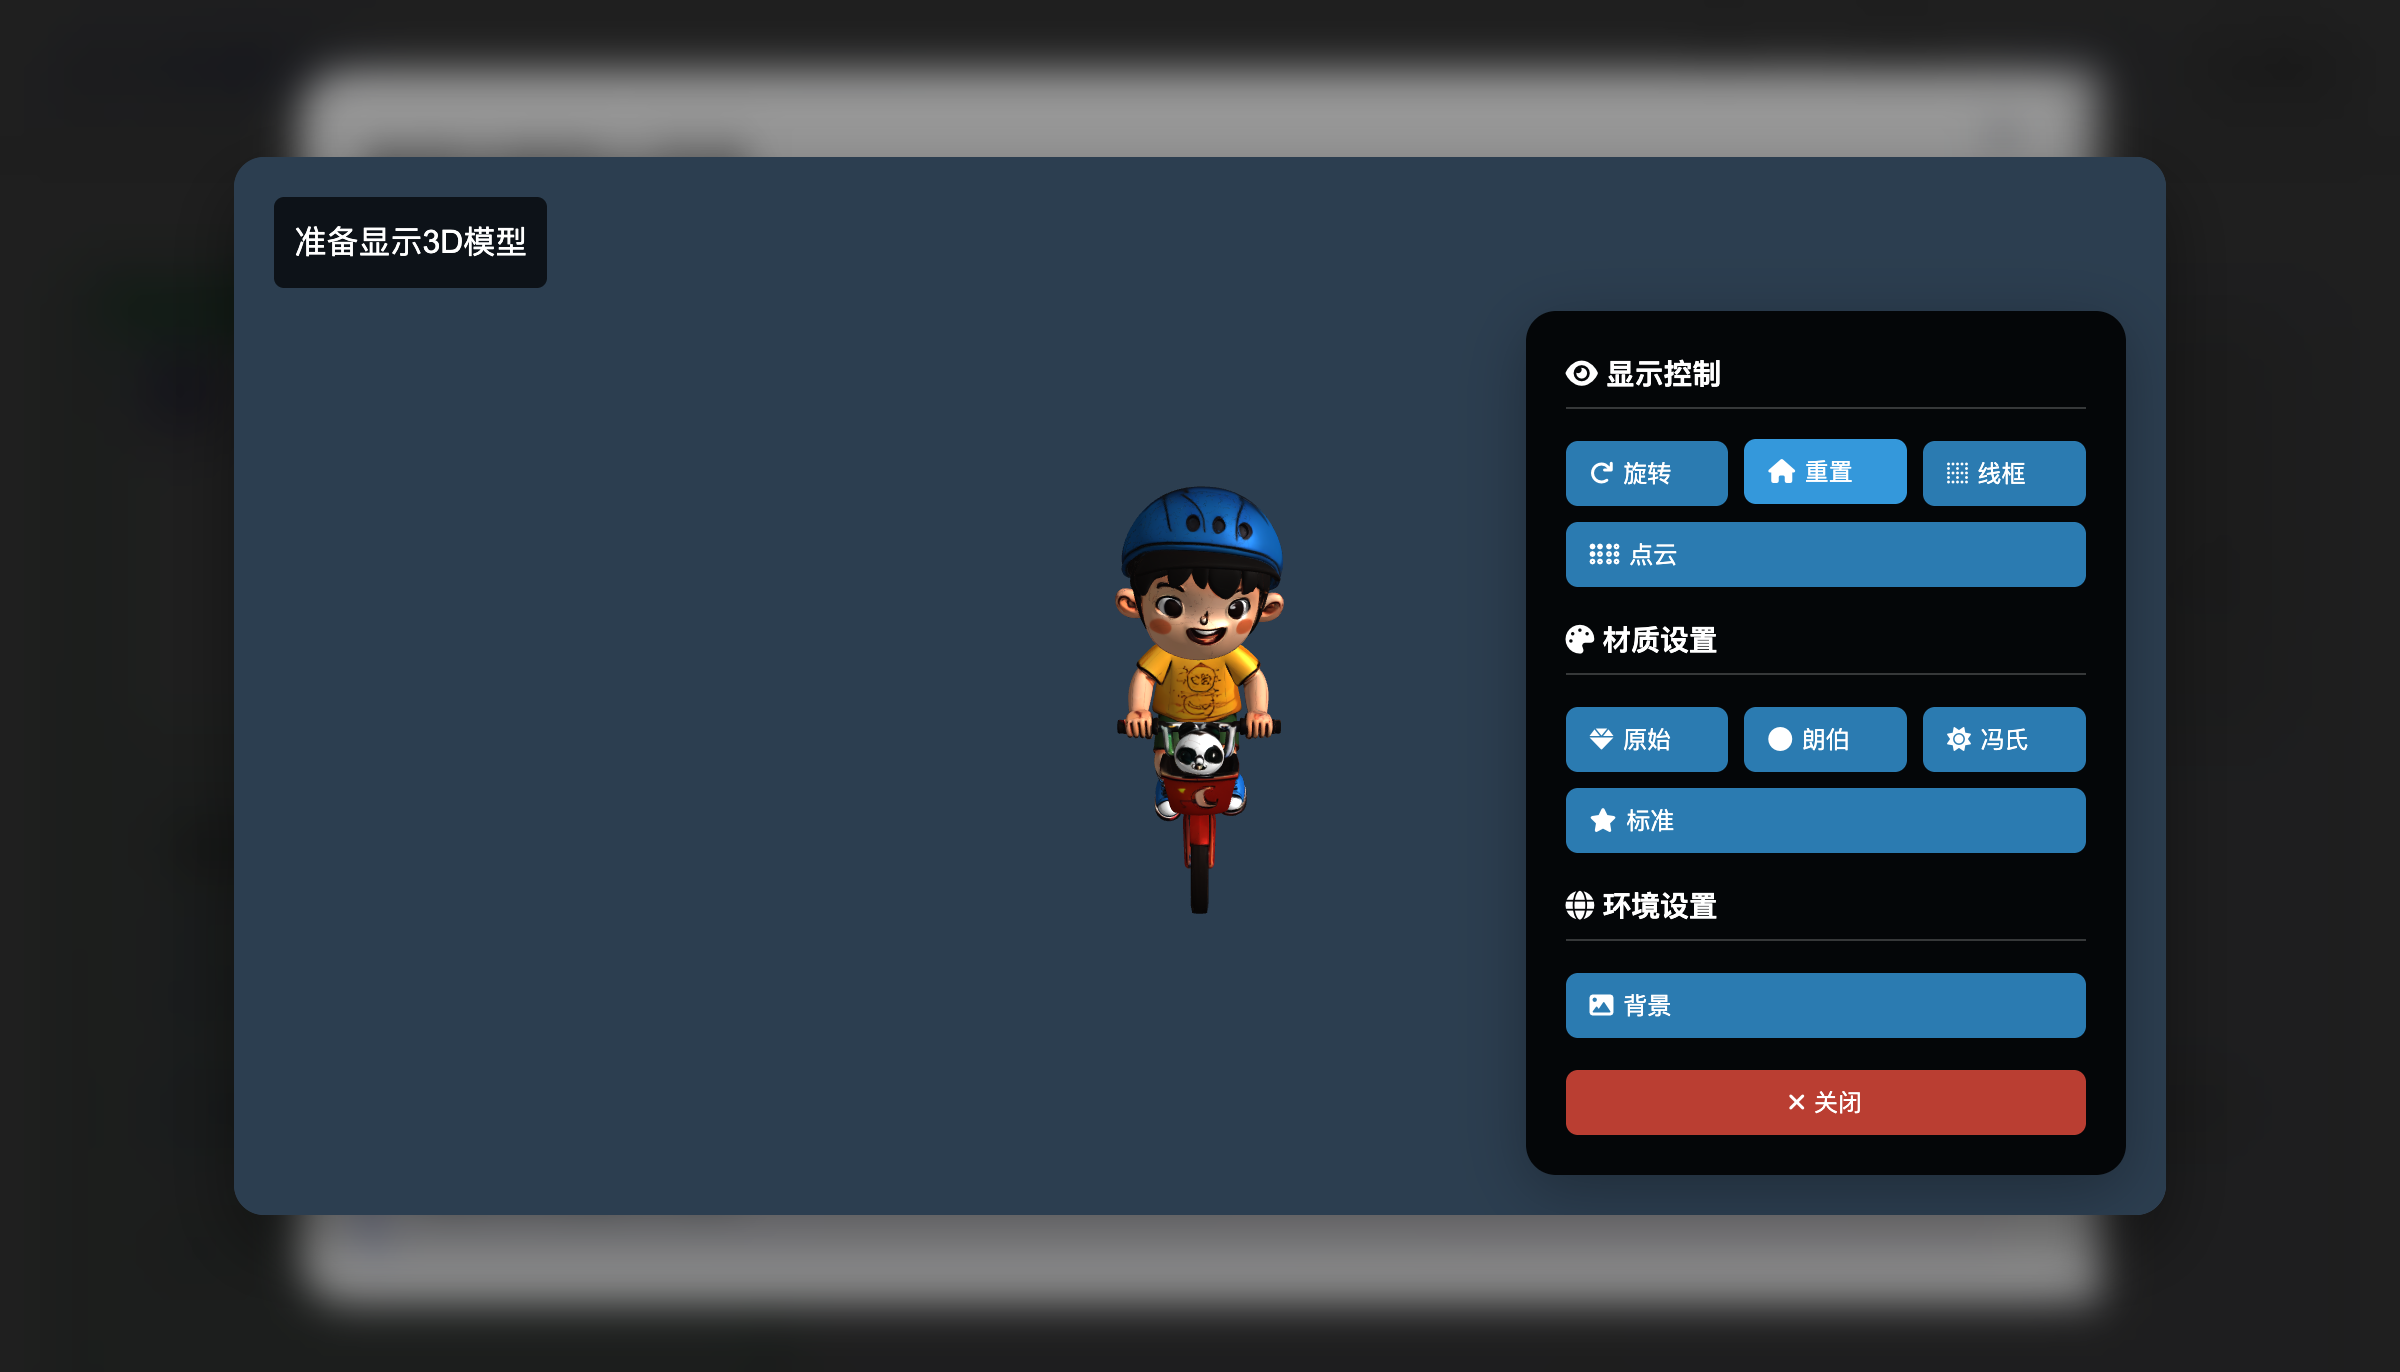 准备显示3D模型
显示控制
旋转 重置 线框
点云
材质设置
原始 朗伯 冯氏
标准
环境设置
背景
关闭